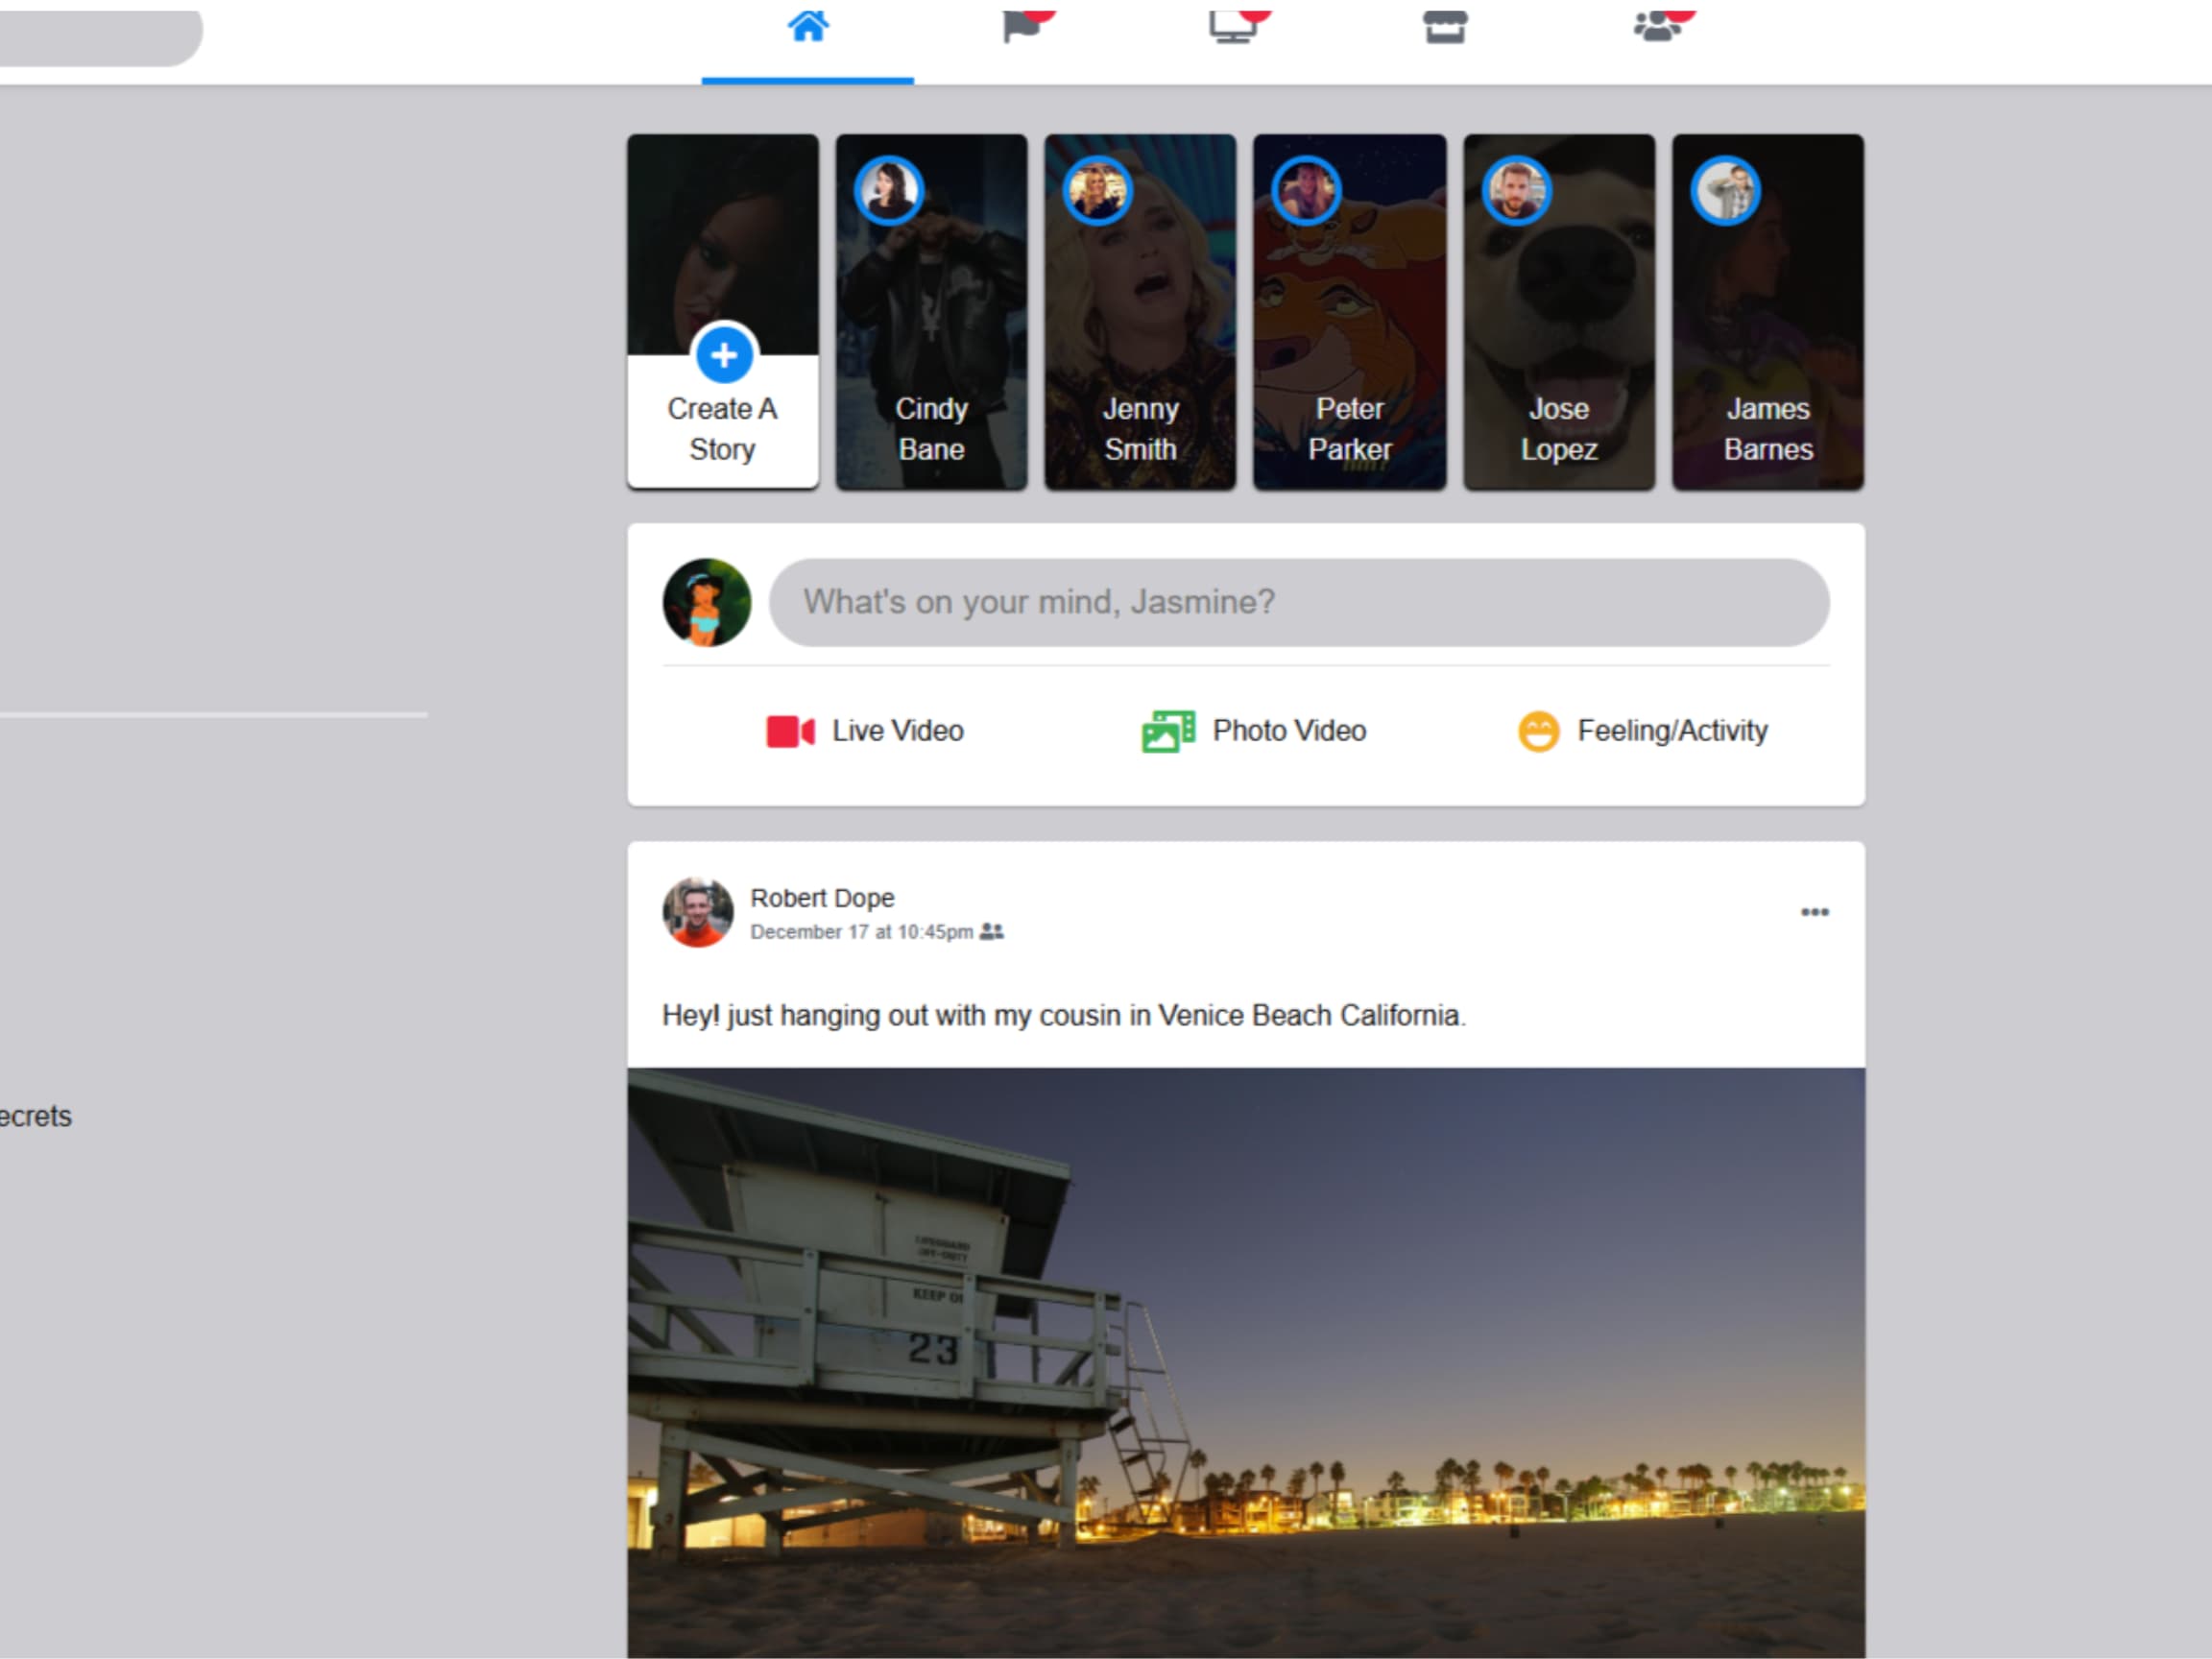 Create A
Story
Cindy
Bane
Jenny
Smith
Peter
Parker
Jose
Lopez
James
Barnes
What's on your mind, Jasmine?
Live Video
Photo Video
Feeling/Activity
Robert Dope
December 17 at 10:45pm
Hey! just hanging out with my cousin in Venice Beach California.
ecrets
LIFEGUARD
OFF-DUTY
KEEP OF
23